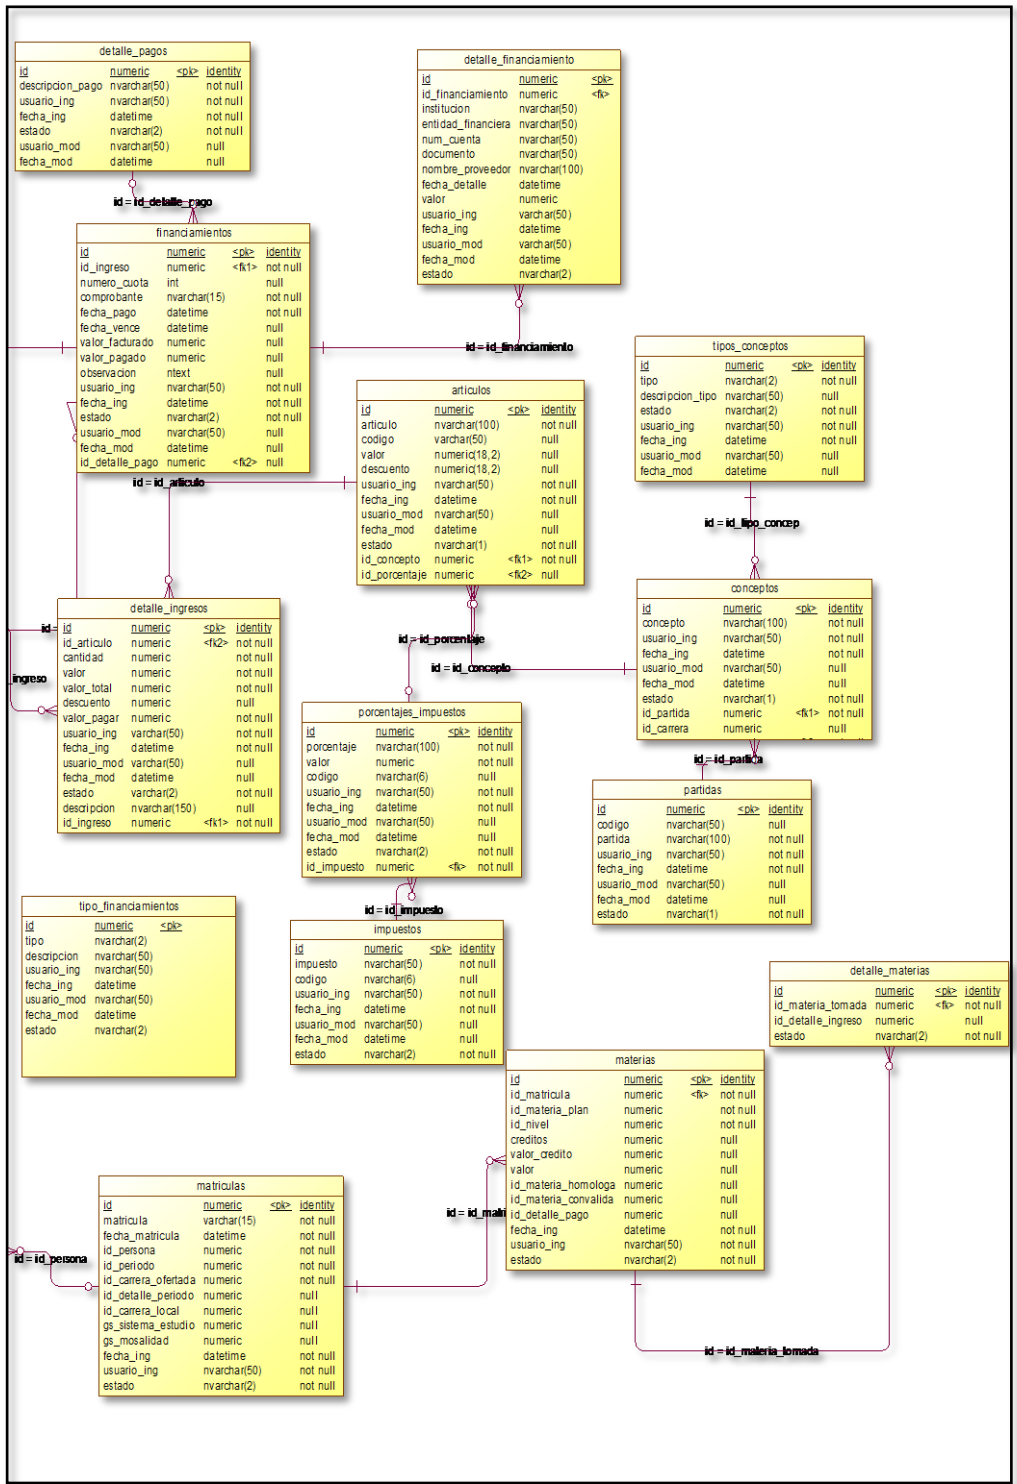 detalle_pagos
id numeric <pk> identity
descripcion_pago nvarchar(50) not null
usuario_ing nvarchar(50) not null
fecha_ing datetime not null
estado nvarchar(2) not null
usuario_mod nvarchar(50) null
fecha_mod datetime null
detalle_financiamiento
id numeric <pk>
id_financiamiento numeric <fk>
institucion nvarchar(50)
entidad_financiera nvarchar(50)
num_cuenta nvarchar(50)
documento nvarchar(50)
nombre_proveedor nvarchar(100)
fecha_detalle datetime
valor numeric
usuario_ing varchar(50)
fecha_ing datetime
usuario_mod varchar(50)
fecha_mod datetime
estado nvarchar(2)
id = id_detalle_pago
financiamientos
id numeric <pk> identity
id_ingreso numeric <fk1> not null
numero_cuota int null
comprobante nvarchar(15) not null
fecha_pago datetime not null
fecha_vence datetime null
valor_facturado numeric null
valor_pagado numeric null
observacion ntext null
usuario_ing nvarchar(50) not null
fecha_ing datetime not null
estado nvarchar(2) not null
usuario_mod nvarchar(50) null
fecha_mod datetime null
id_detalle_pago numeric <fk2> null
id = id_financiamiento
tipos_conceptos
id numeric <pk> identity
tipo nvarchar(2) not null
descripcion_tipo nvarchar(50) null
estado nvarchar(2) not null
usuario_ing nvarchar(50) not null
fecha_ing datetime not null
usuario_mod nvarchar(50) null
fecha_mod datetime null
articulos
id numeric <pk> identity
articulo nvarchar(100) not null
codigo varchar(50) null
valor numeric(18,2) null
descuento numeric(18,2) null
usuario_ing nvarchar(50) not null
fecha_ing datetime not null
usuario_mod nvarchar(50) null
fecha_mod datetime null
estado nvarchar(1) not null
id_concepto numeric <fk1> not null
id_porcentaje numeric <fk2> null
id = id_articulo
id = id_tipo_concep
conceptos
id numeric <pk> identity
concepto nvarchar(100) not null
usuario_ing nvarchar(50) not null
fecha_ing datetime not null
usuario_mod nvarchar(50) null
fecha_mod datetime null
estado nvarchar(1) not null
id_partida numeric <fk1> not null
id_carrera numeric null
detalle_ingresos
id =
id numeric <pk> identity
id_articulo numeric <fk2> not null
cantidad numeric not null
valor numeric not null
valor_total numeric not null
descuento numeric null
valor_pagar numeric not null
usuario_ing varchar(50) not null
fecha_ing datetime not null
usuario_mod varchar(50) null
fecha_mod datetime null
estado varchar(2) not null
descripcion nvarchar(150) null
id_ingreso numeric <fk1> not null
ingreso
id = id_porcentaje
id = id_concepto
porcentajes_impuestos
id numeric <pk> identity
porcentaje nvarchar(100) not null
valor numeric not null
codigo nvarchar(6) null
usuario_ing nvarchar(50) not null
fecha_ing datetime not null
usuario_mod nvarchar(50) null
fecha_mod datetime null
estado nvarchar(2) not null
id_impuesto numeric <fk> not null
id = id_partida
partidas
id numeric <pk> identity
codigo nvarchar(50) null
partida nvarchar(100) not null
usuario_ing nvarchar(50) not null
fecha_ing datetime not null
usuario_mod nvarchar(50) null
fecha_mod datetime null
estado nvarchar(1) not null
tipo_financiamientos
id numeric <pk>
tipo nvarchar(2)
descripcion nvarchar(50)
usuario_ing nvarchar(50)
fecha_ing datetime
usuario_mod nvarchar(50)
fecha_mod datetime
estado nvarchar(2)
id = id_impuesto
impuestos
id numeric <pk> identity
impuesto nvarchar(50) not null
codigo nvarchar(6) null
usuario_ing nvarchar(50) not null
fecha_ing datetime not null
usuario_mod nvarchar(50) null
fecha_mod datetime null
estado nvarchar(2) not null
detalle_materias
id numeric <pk> identity
id_materia_tomada numeric <fk> not null
id_detalle_ingreso numeric null
estado nvarchar(2) not null
materias
id numeric <pk> identity
id_matricula numeric <fk> not null
id_materia_plan numeric not null
id_nivel numeric not null
creditos numeric null
valor_credito numeric null
valor numeric null
id_materia_homologa numeric null
id_materia_convalida numeric null
id_detalle_pago numeric null
fecha_ing datetime not null
usuario_ing nvarchar(50) not null
estado nvarchar(2) not null
id = id_matri
matriculas
id numeric <pk> identity
matricula varchar(15) not null
fecha_matricula datetime not null
id_persona numeric not null
id_periodo numeric not null
id_carrera_ofertada numeric not null
id_detalle_periodo numeric null
id_carrera_local numeric null
gs_sistema_estudio numeric null
gs_mosalidad numeric null
fecha_ing datetime not null
usuario_ing nvarchar(50) not null
estado nvarchar(2) not null
id = id_persona
id = id_materia_tomada